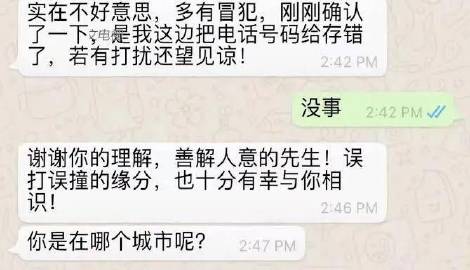 实在不好意思，多有冒犯，刚刚确认
了一下，是我这边把电话号码给存错
了，若有打扰还望见谅！
2:42 PM
没事
2:42 PM
谢谢你的理解，善解人意的先生！误
打误撞的缘分，也十分有幸与你相
识！
2:46 PM
你是在哪个城市呢？
2:47 PM